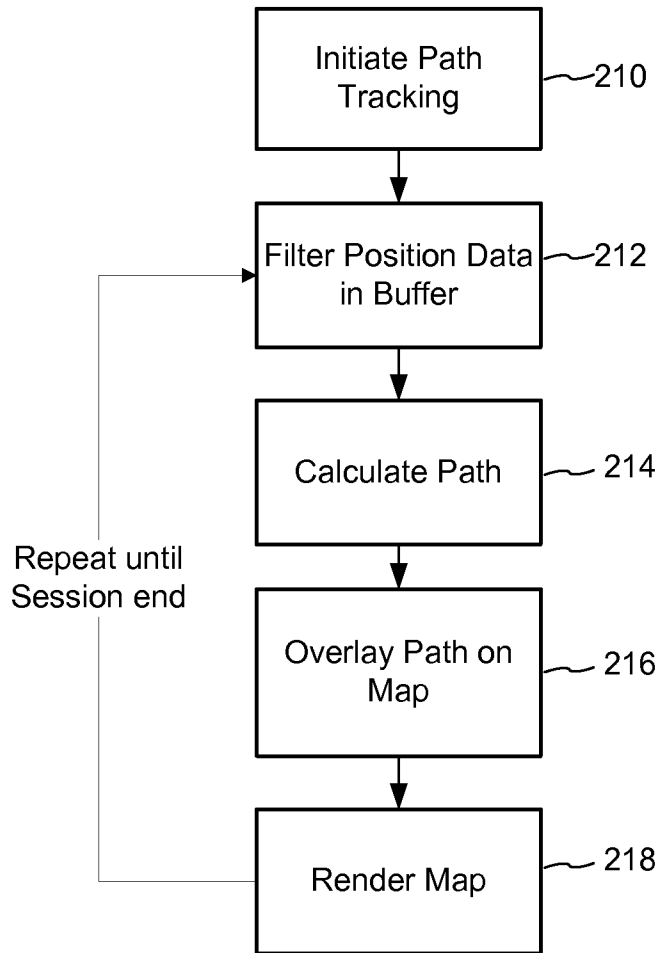 Initiate Path
Tracking
210
Filter Position Data
in Buffer
212
Calculate Path
214
Repeat until
Session end
Overlay Path on
Map
216
Render Map
218